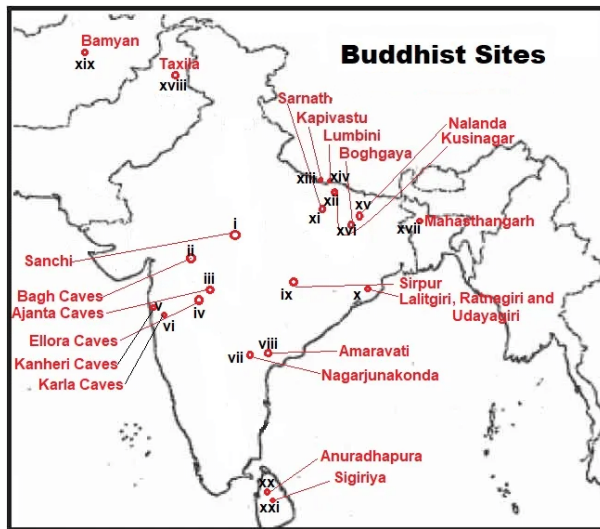 Buddhist Sites
Bamyan
xix
Taxila
xviii
Sarnath
Kapivastu
Lumbini
Boghgaya
Nalanda
Kusinagar
xiii
xiv
xii
xi
xv
xvi
xvii
Mahasthangarh
i
Sanchi
ii
Bagh Caves
iii
Ajanta Caves
iv
Ellora Caves
v
Kanheri Caves
vi
Karla Caves
ix
Sirpur
x
Lalitgiri, Ratnagiri and
Udayagiri
viii
Amaravati
vii
Nagarjunakonda
Anuradhapura
xx
Sigiriya
xxi